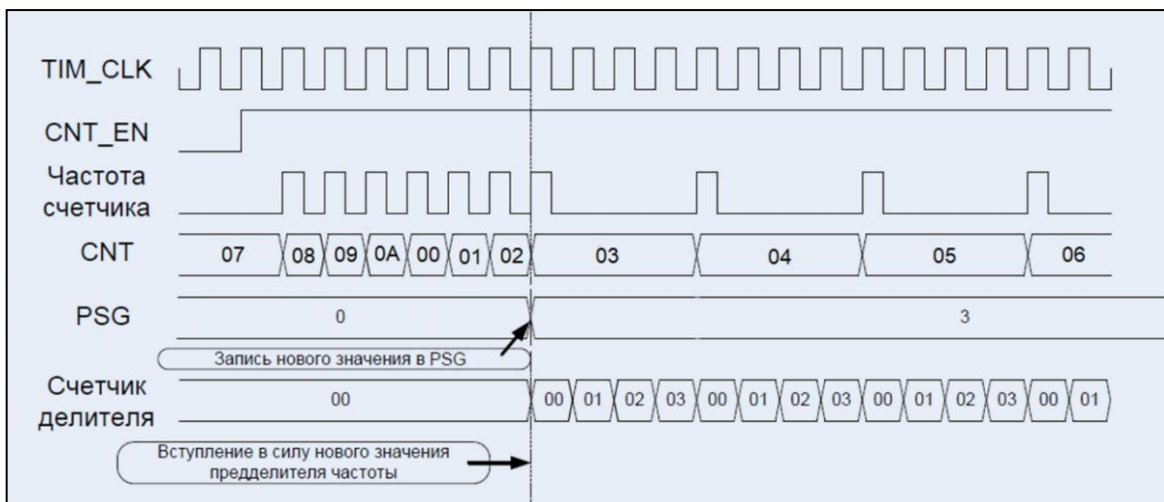 TIM_CLK
CNT_EN
Частота
счетчика
CNT 07 08 09 0A 00 01 02 03 04 05 06
PSG 0 3
Запись нового значения в PSG
Счетчик
делителя
00 00 01 02 03 00 01 02 03 00 01 02 03 00 01
Вступление в силу нового значения
предделителя частоты